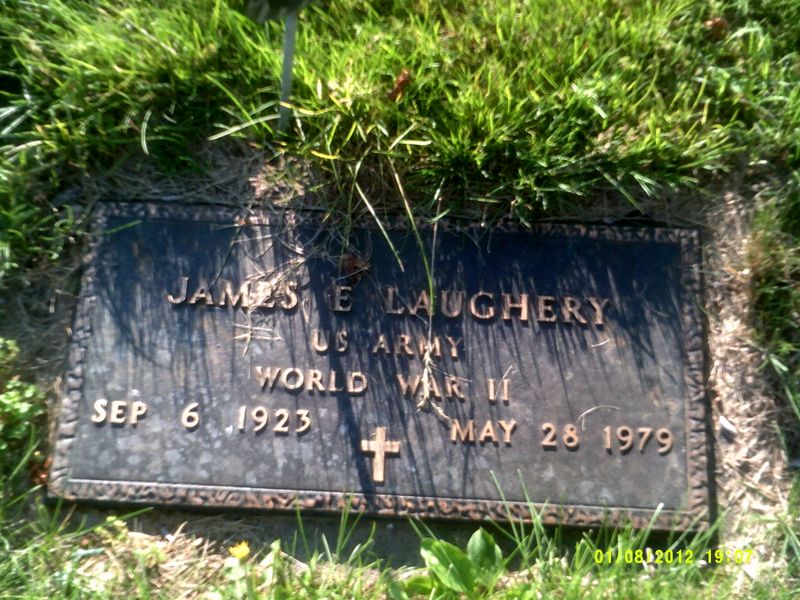 JAMES E LAUGHERY
US ARMY
WORLD WAR II
SEP 6 1923 MAY 28 1979
01/08/2012 19:07